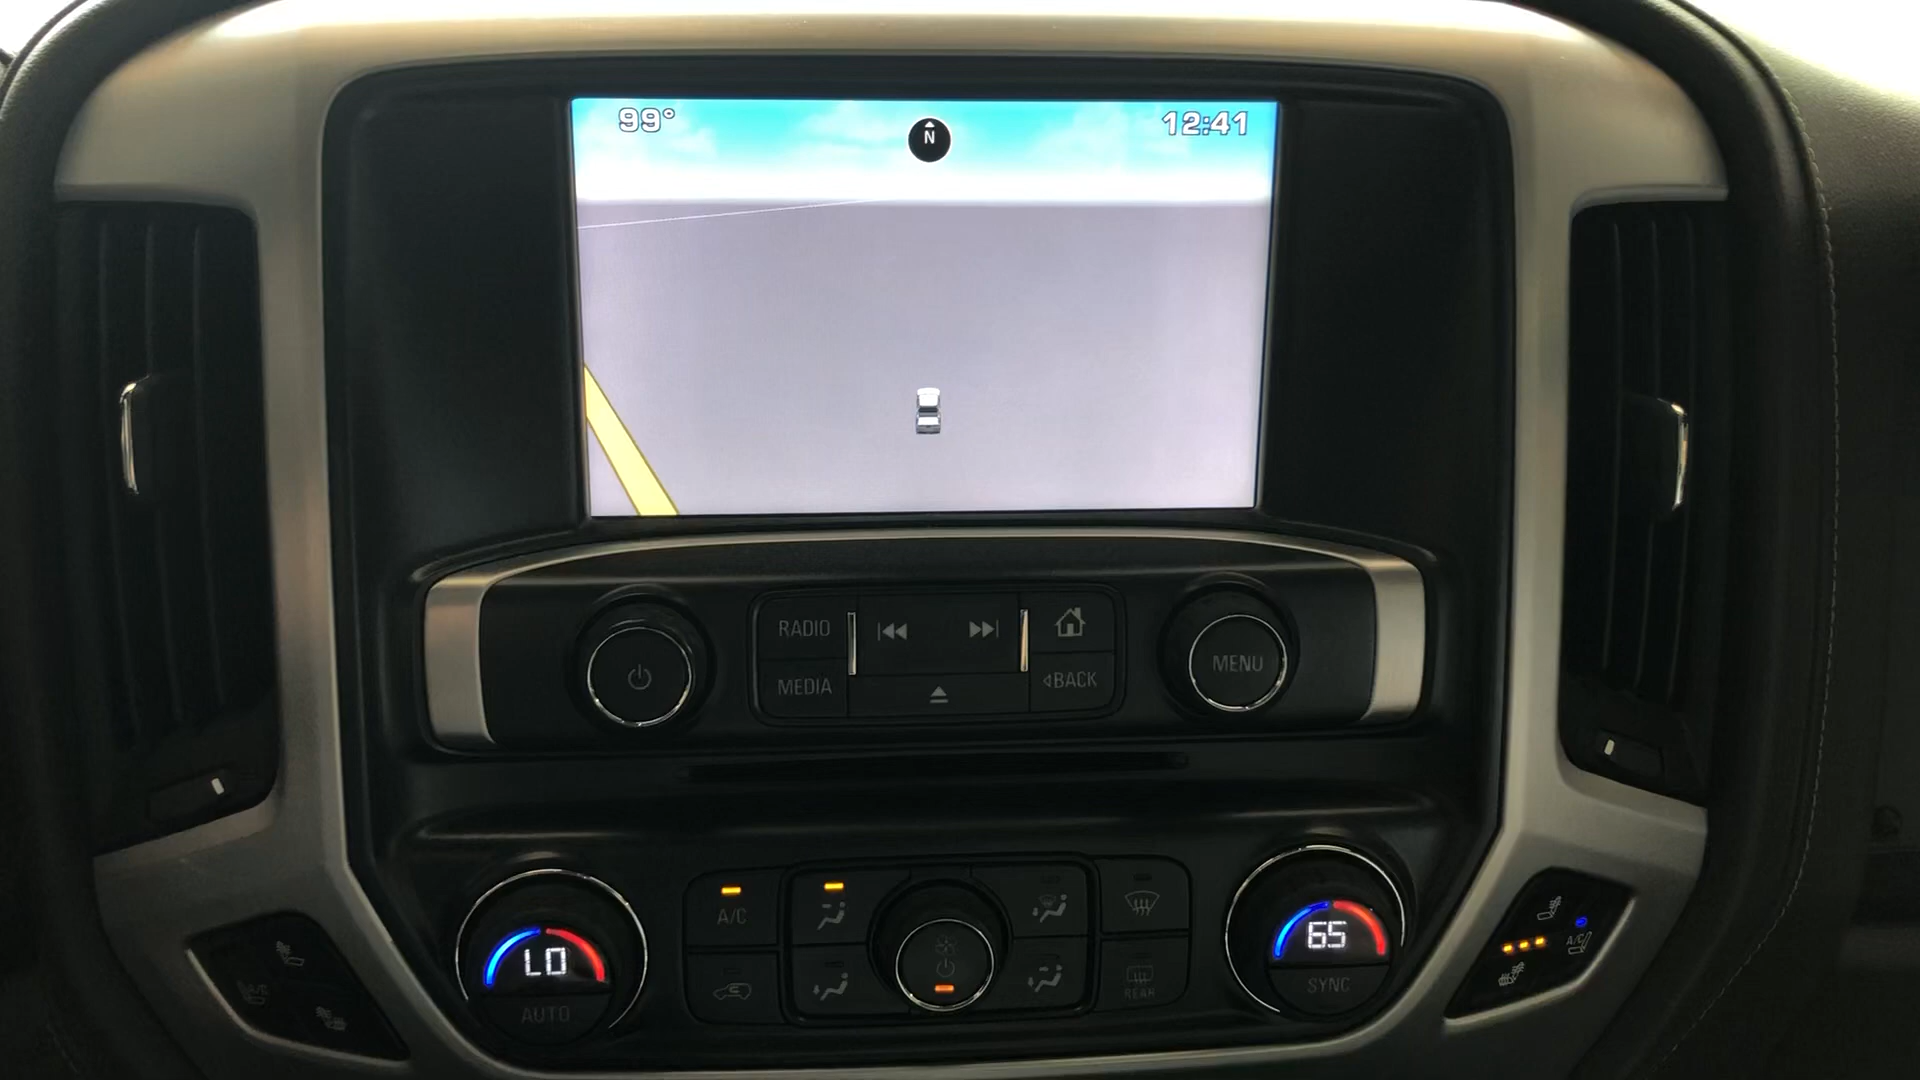 99°
N
12:41
RADIO
MEDIA
BACK
MENU
A/C
LO
AUTO
65
SYNC
REAR
A/C
A/C